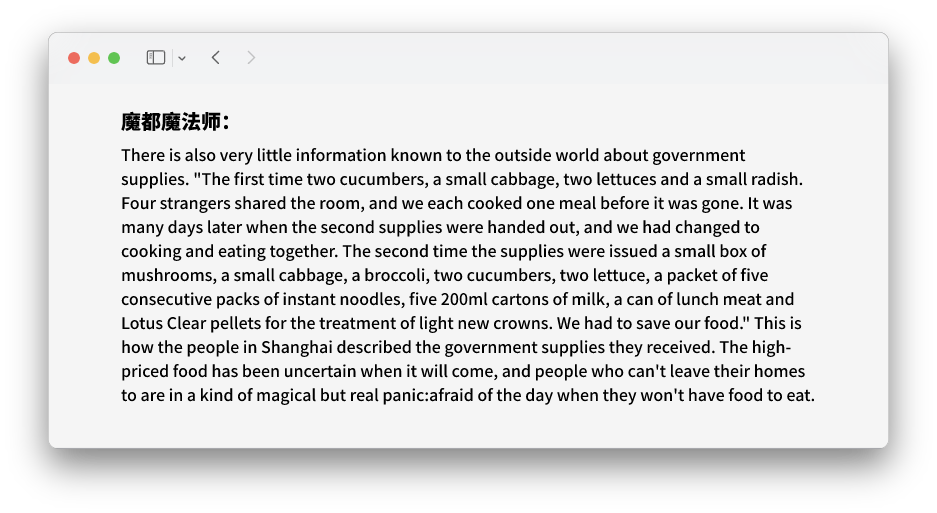 魔都魔法师：
There is also very little information known to the outside world about government
supplies. "The first time two cucumbers, a small cabbage, two lettuces and a small radish.
Four strangers shared the room, and we each cooked one meal before it was gone. It was
many days later when the second supplies were handed out, and we had changed to
cooking and eating together. The second time the supplies were issued a small box of
mushrooms, a small cabbage, a broccoli, two cucumbers, two lettuce, a packet of five
consecutive packs of instant noodles, five 200ml cartons of milk, a can of lunch meat and
Lotus Clear pellets for the treatment of light new crowns. We had to save our food." This is
how the people in Shanghai described the government supplies they received. The high-
priced food has been uncertain when it will come, and people who can't leave their homes
to are in a kind of magical but real panic:afraid of the day when they won't have food to eat.